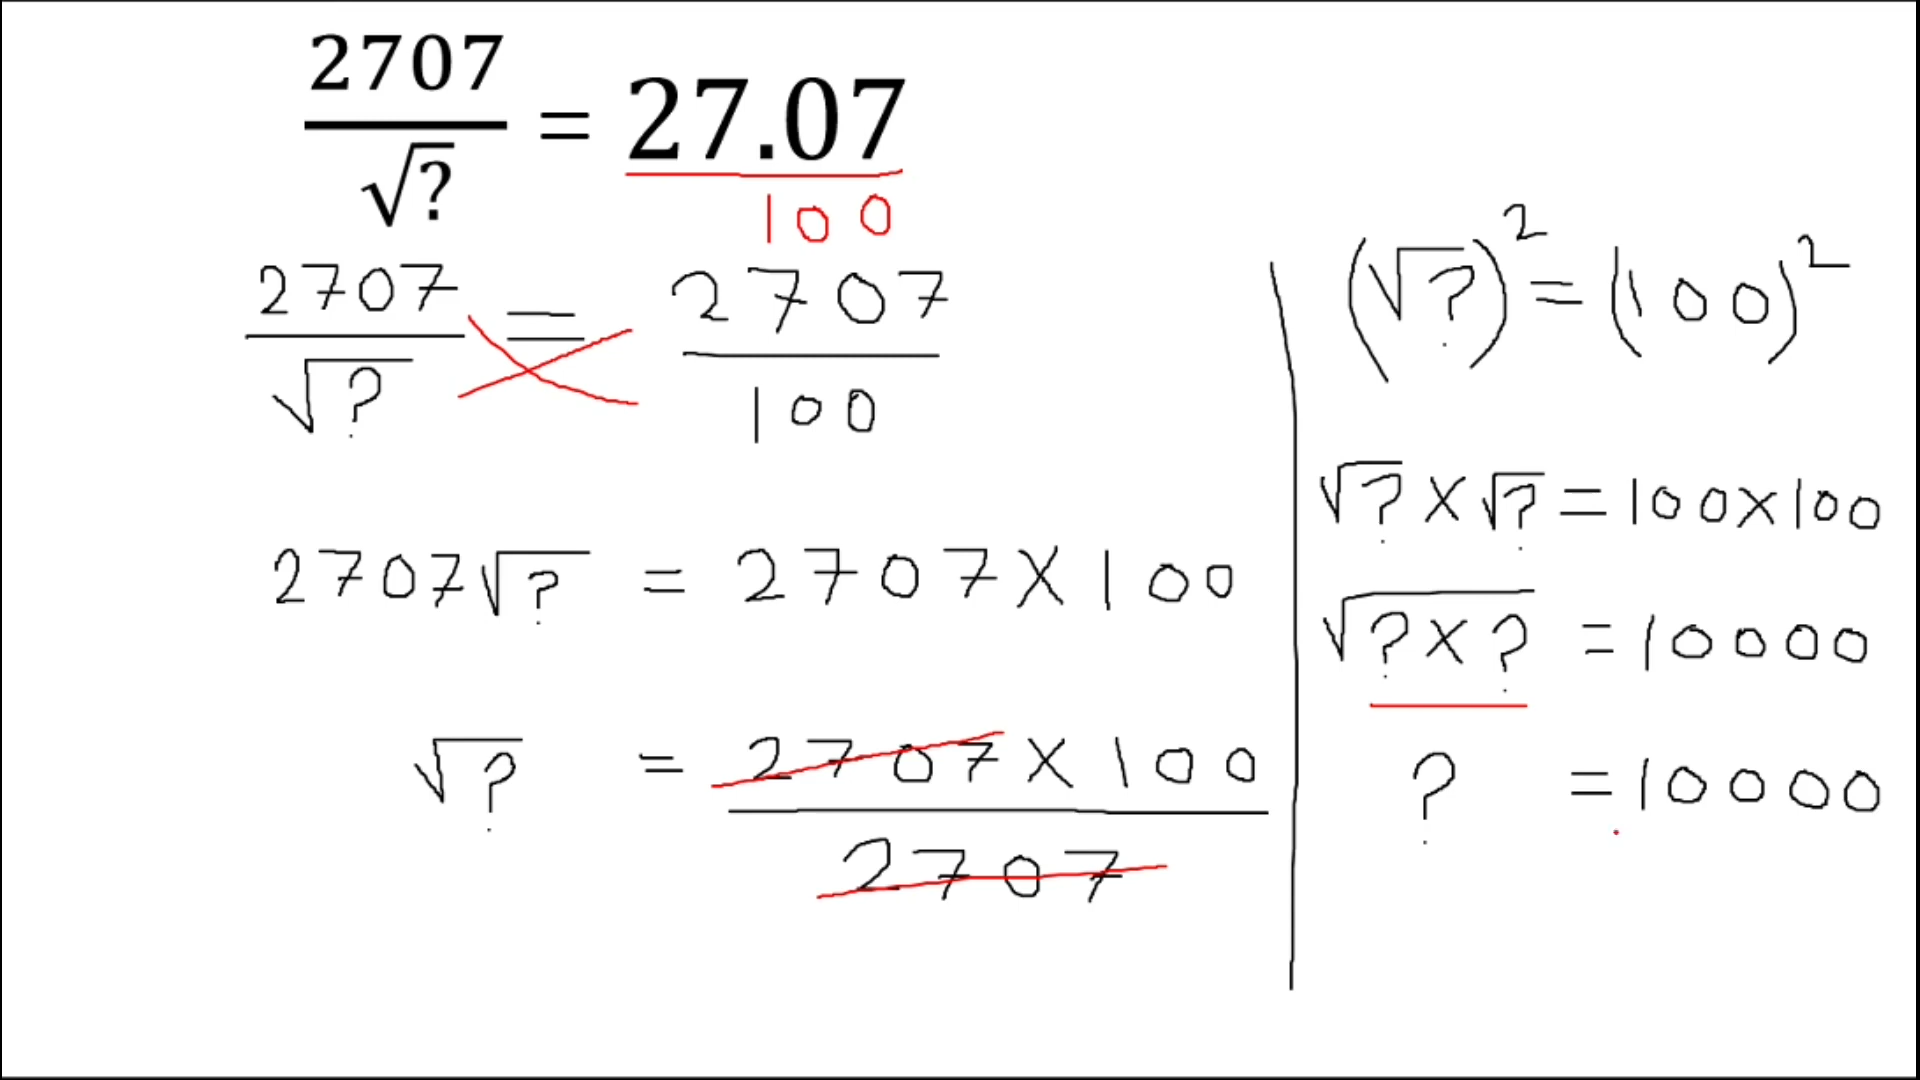 2707
√? = 27.07
100
2707 = 2707
√? 100
2707√? = 2707×100
√? = 2707×100
2707
(√?)² = (100)²
√? × √? = 100×100
√?×? = 10000
? = 10000